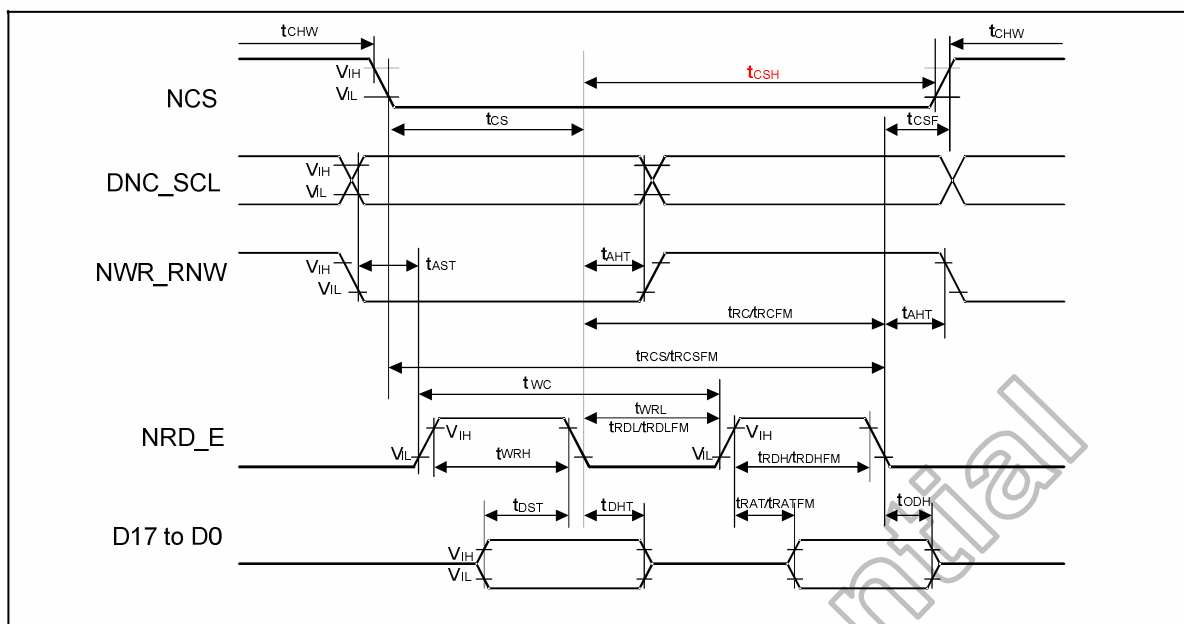 tCHW tCHW
VIH tCSH
NCS VIL
tCS tCSF
VIH
DNC_SCL VIL
NWR_RNW VIH tAST tAHT
VIL
tRC/tRCFM tAHT
tRCS/tRCSFM
tWC
tWRL
NRD_E VIH tRDL/tRDLFM VIH
VIL tWRH VIL tRDH/tRDHFM
tDST tDHT tRAT/tRATFM tODH
D17 to D0
VIH
VIL
ntial